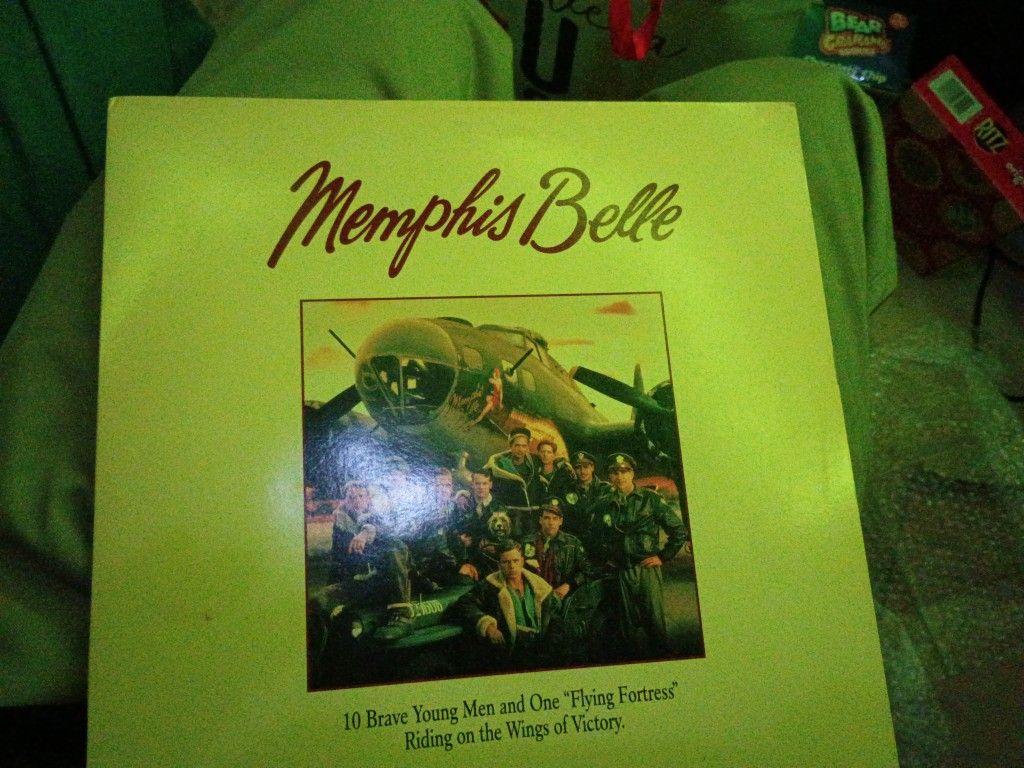 BEAR
RITZ
Memphis Belle
10 Brave Young Men and One “Flying Fortress”
Riding on the Wings of Victory.